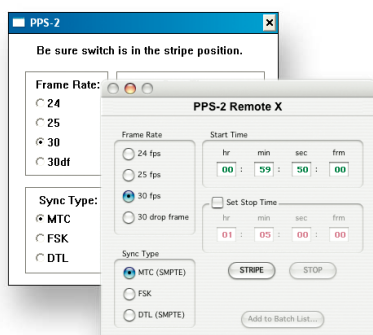 PPS-2
Be sure switch is in the stripe position.
Frame Rate:
24
25
30
30df
Sync Type:
MTC
FSK
DTL
PPS-2 Remote X
Frame Rate
24 fps
25 fps
30 fps
30 drop frame
Sync Type
MTC (SMPTE)
FSK
DTL (SMPTE)
Start Time
hr min sec frm
00 : 59 : 50 : 00
Set Stop Time
hr min sec frm
01 : 05 : 00 : 00
STRIPE STOP
Add to Batch List...